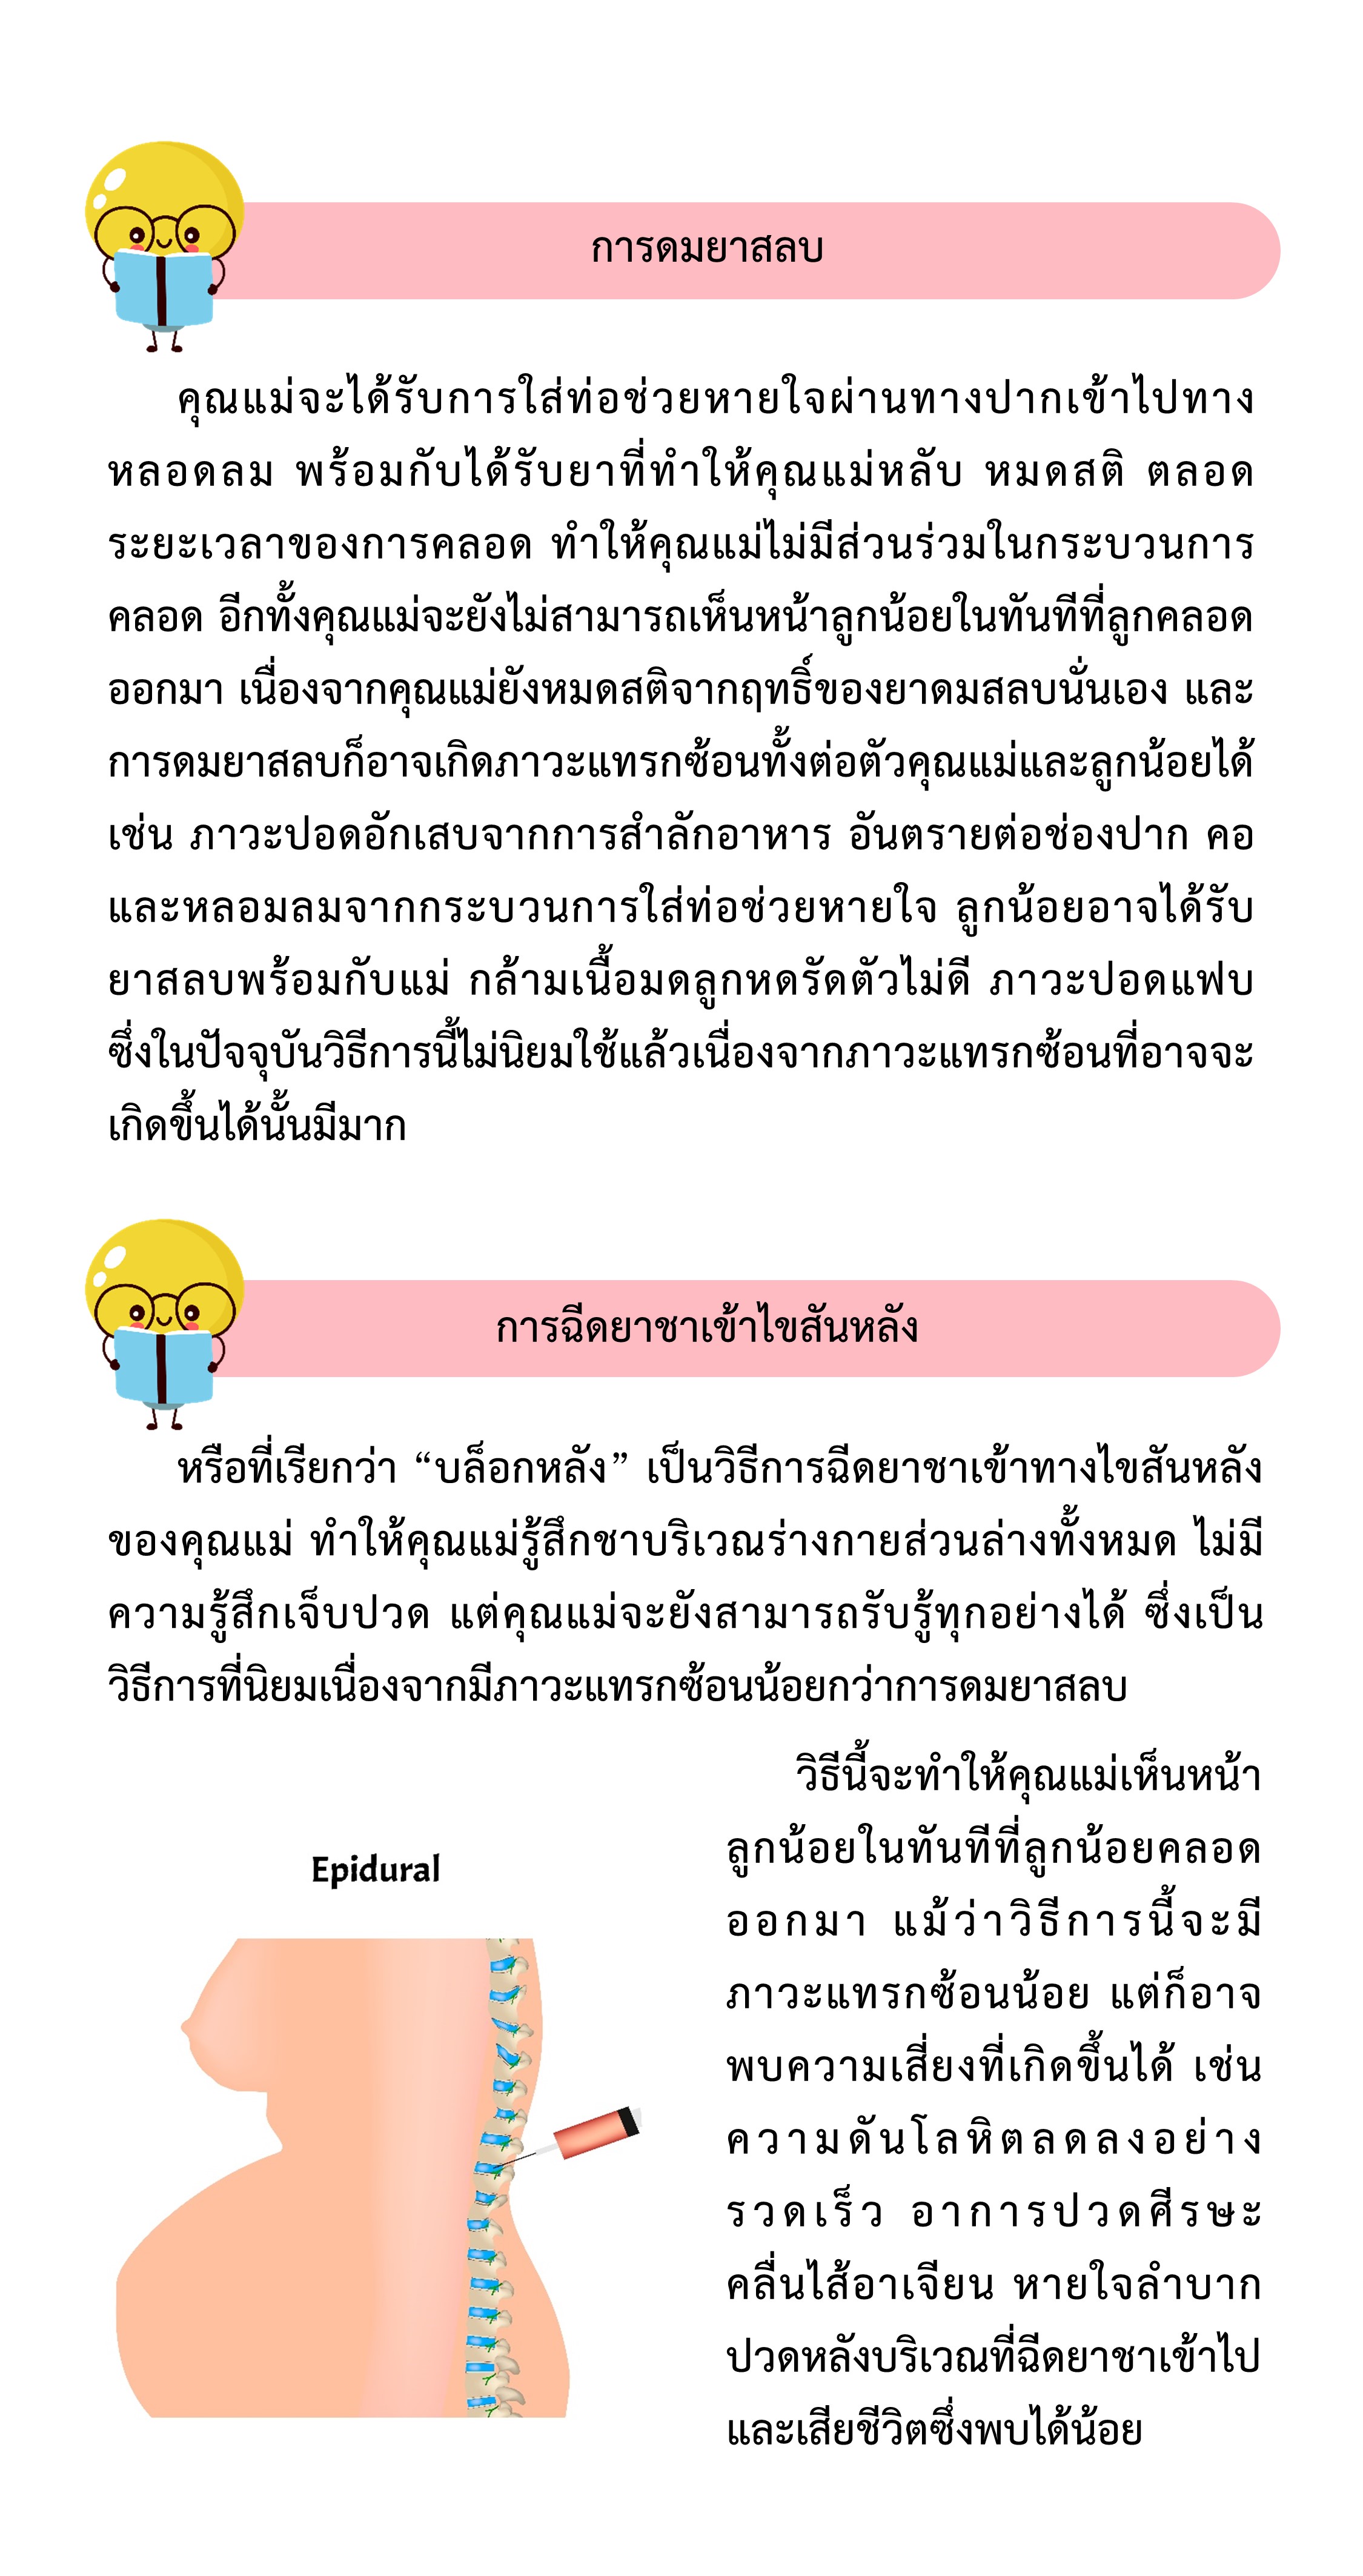 การดมยาสลบ
คุณแม่จะได้รับการใส่ท่อช่วยหายใจผ่านทางปากเข้าไปทาง
หลอดลม พร้อมกับได้รับยาที่ทำให้คุณแม่หลับ หมดสติ ตลอด
ระยะเวลาของการคลอด ทำให้คุณแม่ไม่มีส่วนร่วมในกระบวนการ
คลอด อีกทั้งคุณแม่จะยังไม่สามารถเห็นหน้าลูกน้อยในทันทีที่ลูกคลอด
ออกมา เนื่องจากคุณแม่ยังหมดสติจากฤทธิ์ของยาดมสลบนั่นเอง และ
การดมยาสลบก็อาจเกิดภาวะแทรกซ้อนทั้งต่อตัวคุณแม่และลูกน้อยได้
เช่น ภาวะปอดอักเสบจากการสำลักอาหาร อันตรายต่อช่องปาก คอ
และหลอมลมจากกระบวนการใส่ท่อช่วยหายใจ ลูกน้อยอาจได้รับ
ยาสลบพร้อมกับแม่ กล้ามเนื้อมดลูกหดรัดตัวไม่ดี ภาวะปอดแฟบ
ซึ่งในปัจจุบันวิธีการนี้ไม่นิยมใช้แล้วเนื่องจากภาวะแทรกซ้อนที่อาจจะ
เกิดขึ้นได้นั้นมีมาก
การฉีดยาชาเข้าไขสันหลัง
หรือที่เรียกว่า “บล็อกหลัง” เป็นวิธีการฉีดยาชาเข้าทางไขสันหลัง
ของคุณแม่ ทำให้คุณแม่รู้สึกชาบริเวณร่างกายส่วนล่างทั้งหมด ไม่มี
ความรู้สึกเจ็บปวด แต่คุณแม่จะยังสามารถรับรู้ทุกอย่างได้ ซึ่งเป็น
วิธีการที่นิยมเนื่องจากมีภาวะแทรกซ้อนน้อยกว่าการดมยาสลบ
Epidural
วิธีนี้จะทำให้คุณแม่เห็นหน้า
ลูกน้อยในทันทีที่ลูกน้อยคลอด
ออกมา แม้ว่าวิธีการนี้จะมี
ภาวะแทรกซ้อนน้อย แต่ก็อาจ
พบความเสี่ยงที่เกิดขึ้นได้ เช่น
ความดันโลหิตลดลงอย่าง
รวดเร็ว อาการปวดศีรษะ
คลื่นไส้อาเจียน หายใจลำบาก
ปวดหลังบริเวณที่ฉีดยาชาเข้าไป
และเสียชีวิตซึ่งพบได้น้อย